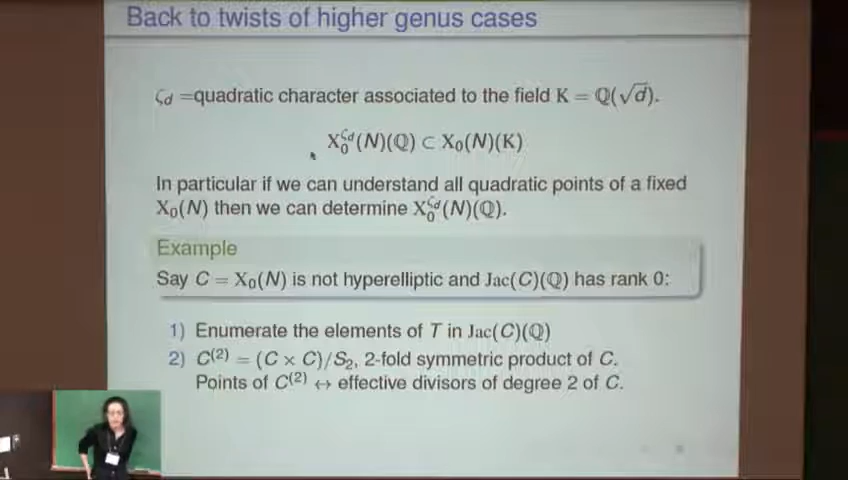 Back to twists of higher genus cases
ζd =quadratic character associated to the field K = ℚ(√d).
X₀^ζd(N)(ℚ) ⊂ X₀(N)(K)
In particular if we can understand all quadratic points of a fixed
X₀(N) then we can determine X₀^ζd(N)(ℚ).
Example
Say C = X₀(N) is not hyperelliptic and Jac(C)(ℚ) has rank 0:
1) Enumerate the elements of T in Jac(C)(ℚ)
2) C⁽²⁾ = (C × C)/S₂, 2-fold symmetric product of C.
Points of C⁽²⁾ ↔ effective divisors of degree 2 of C.